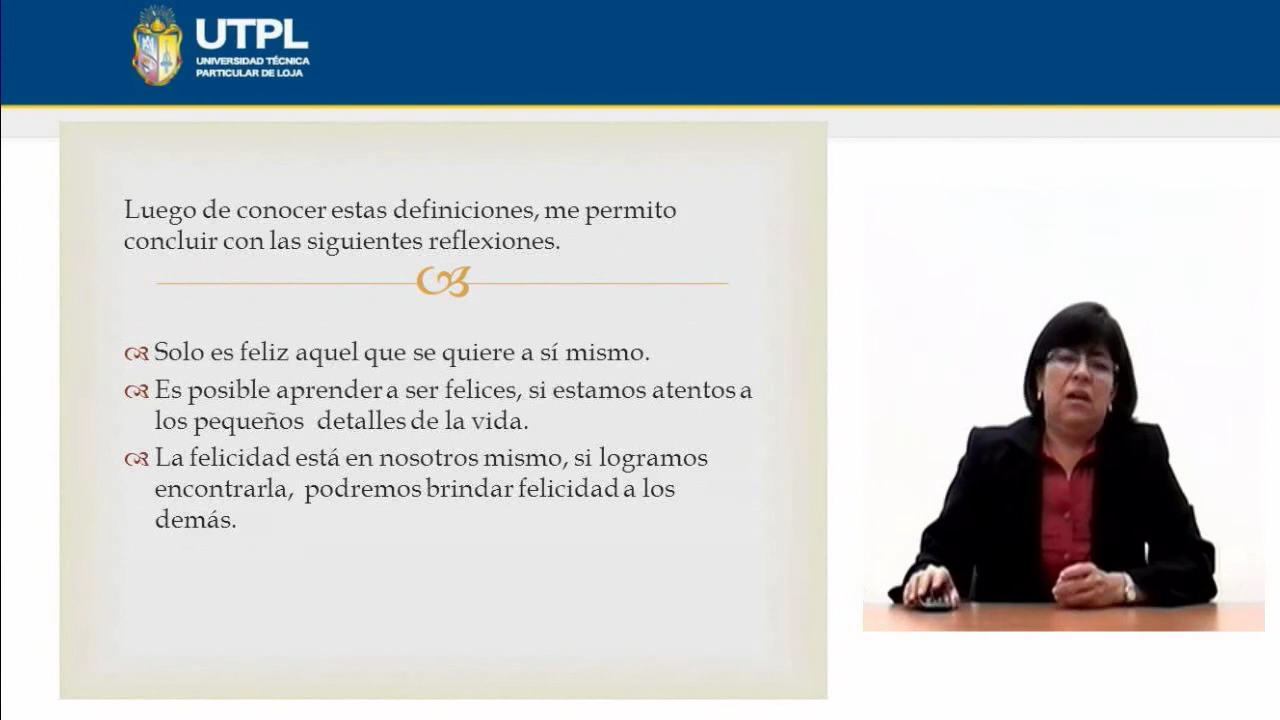 UTPL
UNIVERSIDAD TÉCNICA
PARTICULAR DE LOJA
Luego de conocer estas definiciones, me permito
concluir con las siguientes reflexiones.
Solo es feliz aquel que se quiere a sí mismo.
Es posible aprender a ser felices, si estamos atentos a
los pequeños detalles de la vida.
La felicidad está en nosotros mismo, si logramos
encontrarla, podremos brindar felicidad a los
demás.